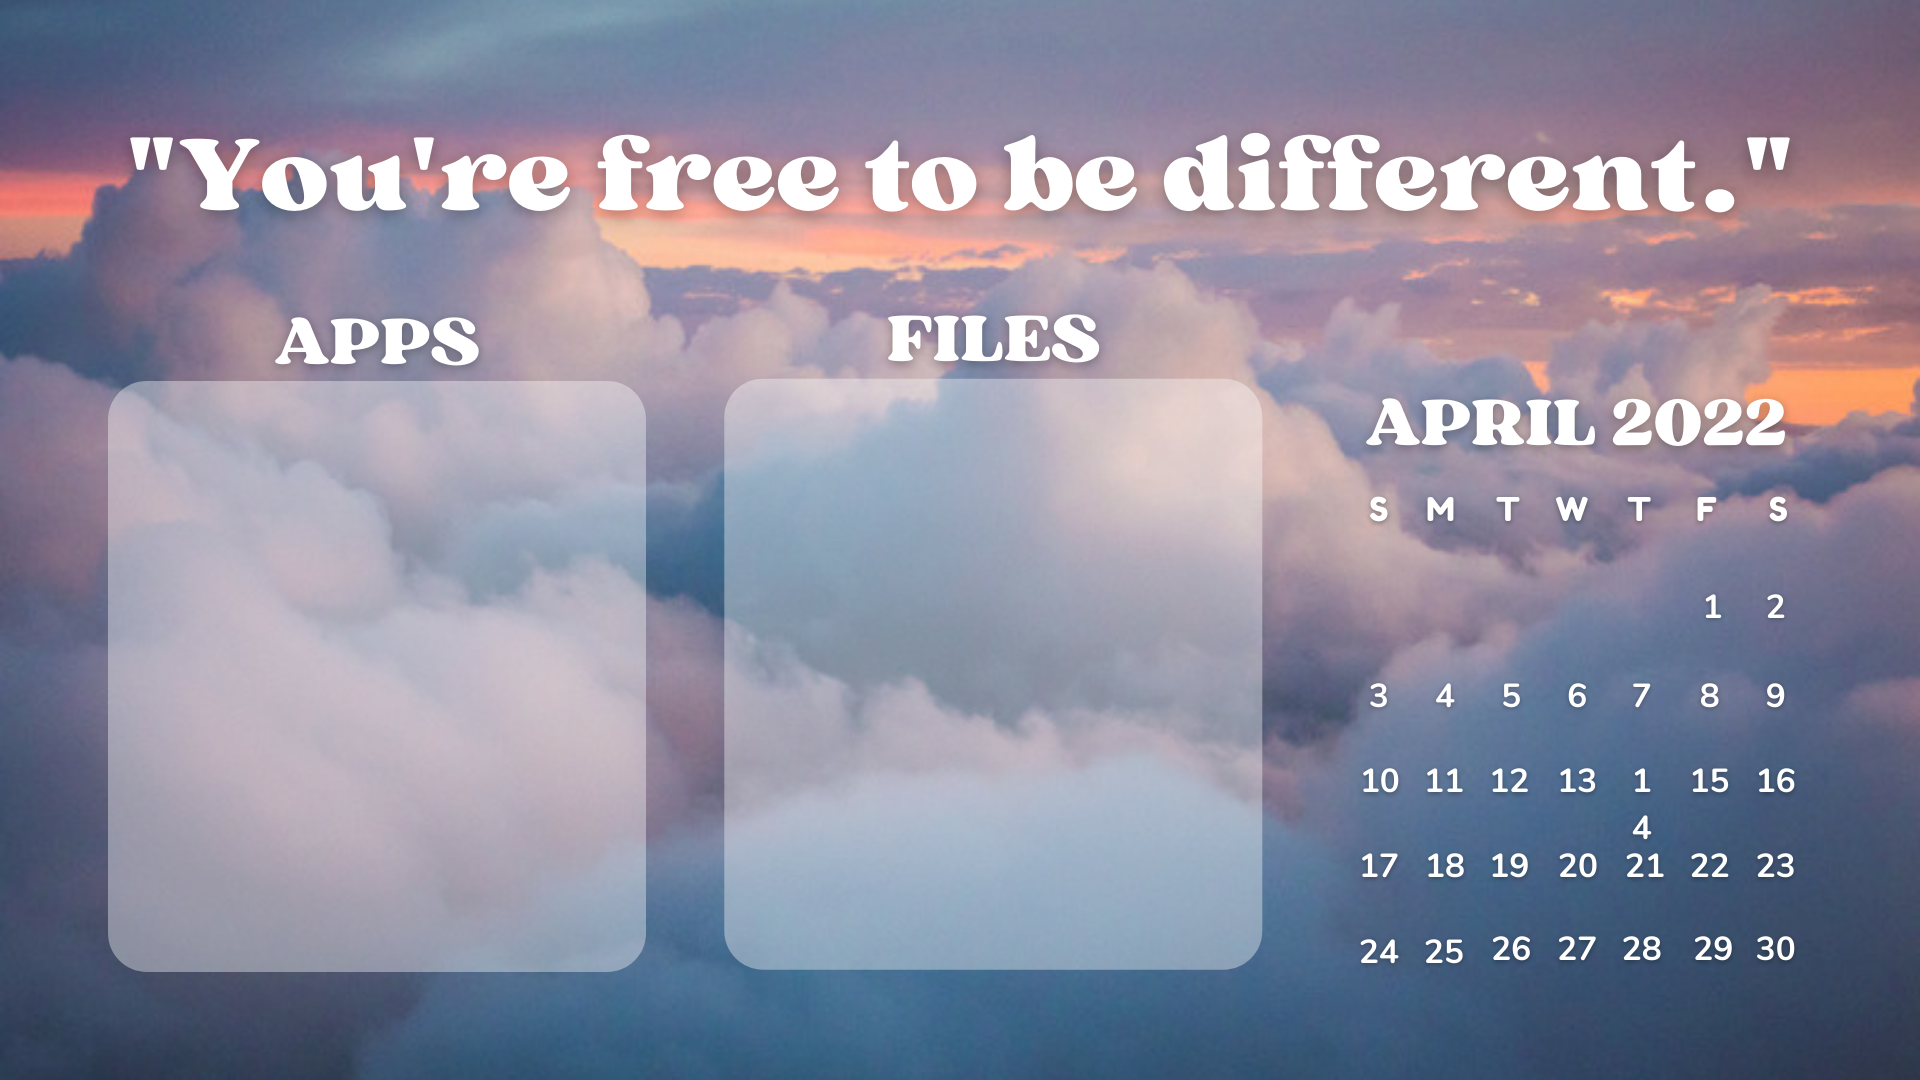 "You're free to be different."
APPS
FILES
APRIL 2022
S M T W T F S
1 2
3 4 5 6 7 8 9
10 11 12 13 1 15 16
4
17 18 19 20 21 22 23
24 25 26 27 28 29 30